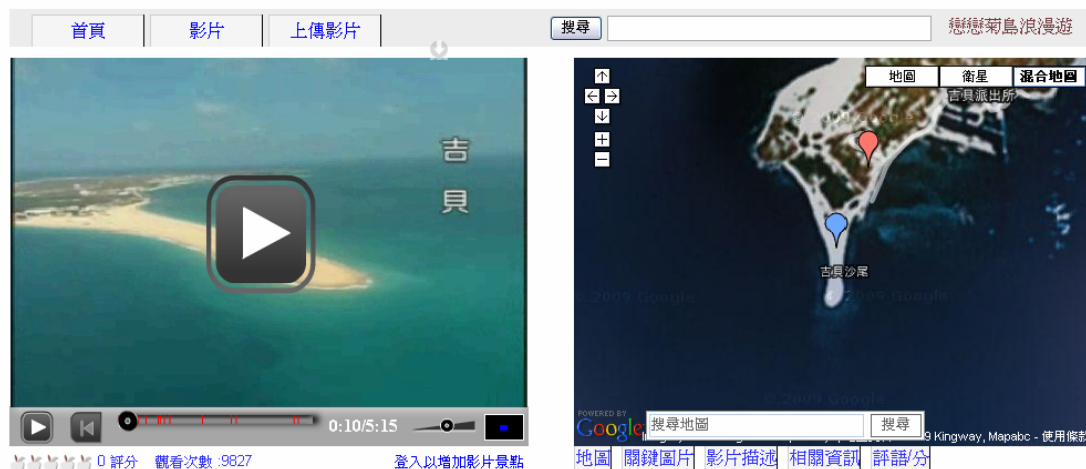 首頁 影片 上傳影片 搜尋 戀戀菊島浪漫遊
地圖 衛星 混合地圖
吉貝派出所
吉貝
吉貝沙尾
© 2009 Google
© 2009 Google
© 2009 Google
POWERED BY
Google
搜尋地圖 搜尋
9 Kingway, Mapabc - 使用條款
0:10/5:15
0 評分 觀看次數 :9827 登入以增加影片景點
地圖 關鍵圖片 影片描述 相關資訊 評語/分